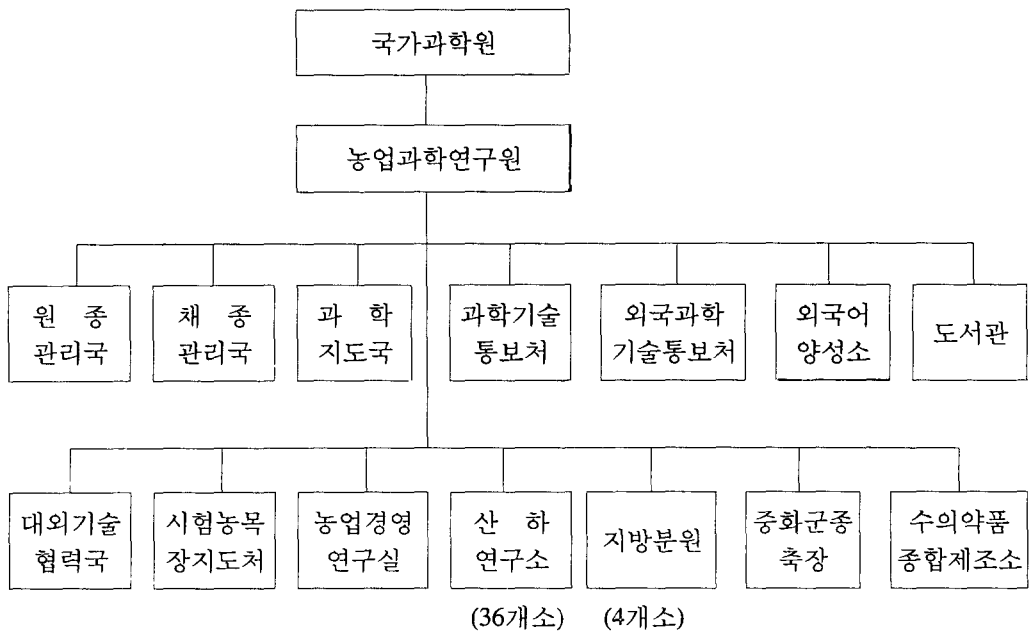 국가과학원
농업과학연구원
원 종
관리국
채 종
관리국
과 학
지도국
과학기술
통보처
외국과학
기술통보처
외국어
양성소
도서관
대외기술
협력국
시험농목
장지도처
농업경영
연구실
산 하
연구소
지방분원
중화군종
축장
수의약품
종합제조소
(36개소)
(4개소)